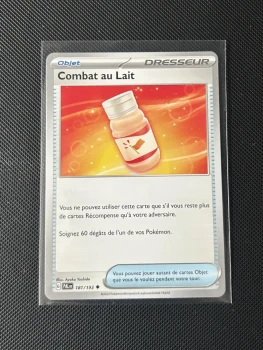 Objet
DRESSEUR
Combat au Lait
Vous ne pouvez utiliser cette carte que s'il vous reste plus
de cartes Récompense qu'à votre adversaire.
Soignez 60 dégâts de l'un de vos Pokémon.
181/193
Vous pouvez jouer autant de cartes Objet
que vous le voulez pendant votre tour.